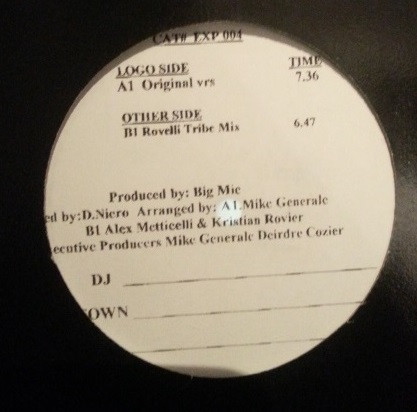 CAT# EXP 004
LOGO SIDE TIME
A1 Original vrs 7.36
OTHER SIDE
B1 Rovelli Tribe Mix 6.47
Produced by: Big Mic
ed by:D.Niero Arranged by: A1.Mike Generale
B1 Alex Metticelli & Kristian Rovier
ecutive Producers Mike Generale Deirdre Cozier
DJ
OWN